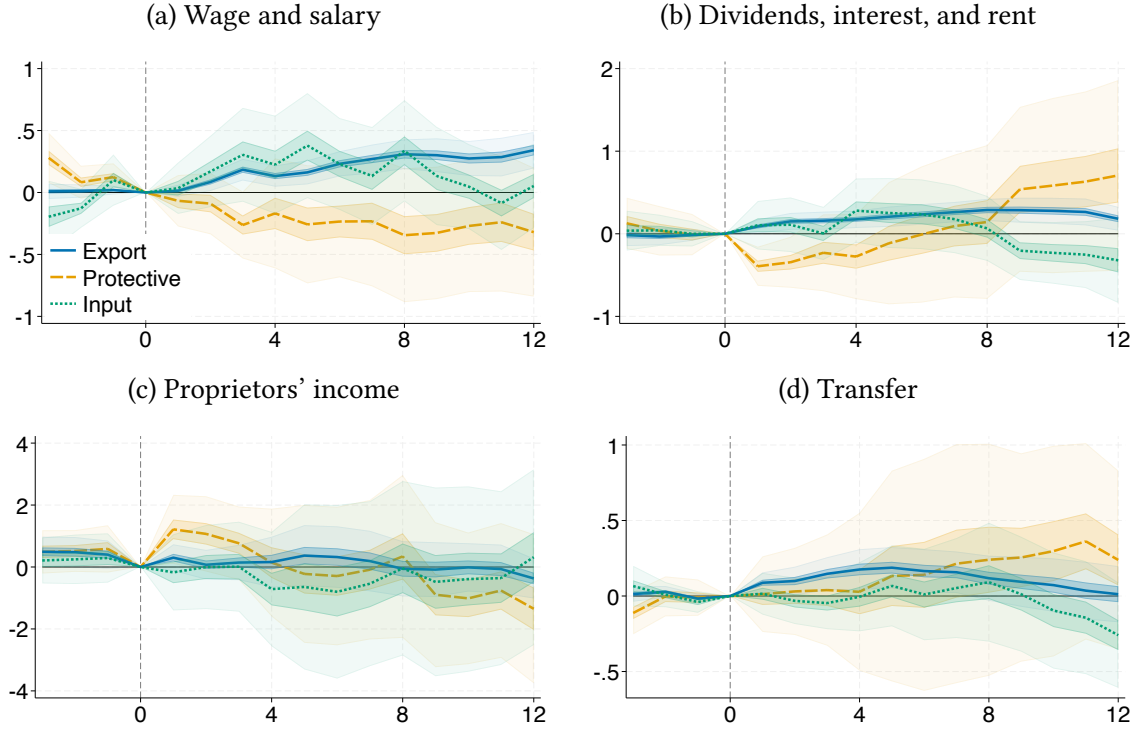 (a) Wage and salary
1
.5
0
-.5
-1
Export
Protective
Input
0 4 8 12
(b) Dividends, interest, and rent
2
1
0
-1
0 4 8 12
(c) Proprietors’ income
4
2
0
-2
-4
0 4 8 12
(d) Transfer
1
.5
0
-.5
0 4 8 12